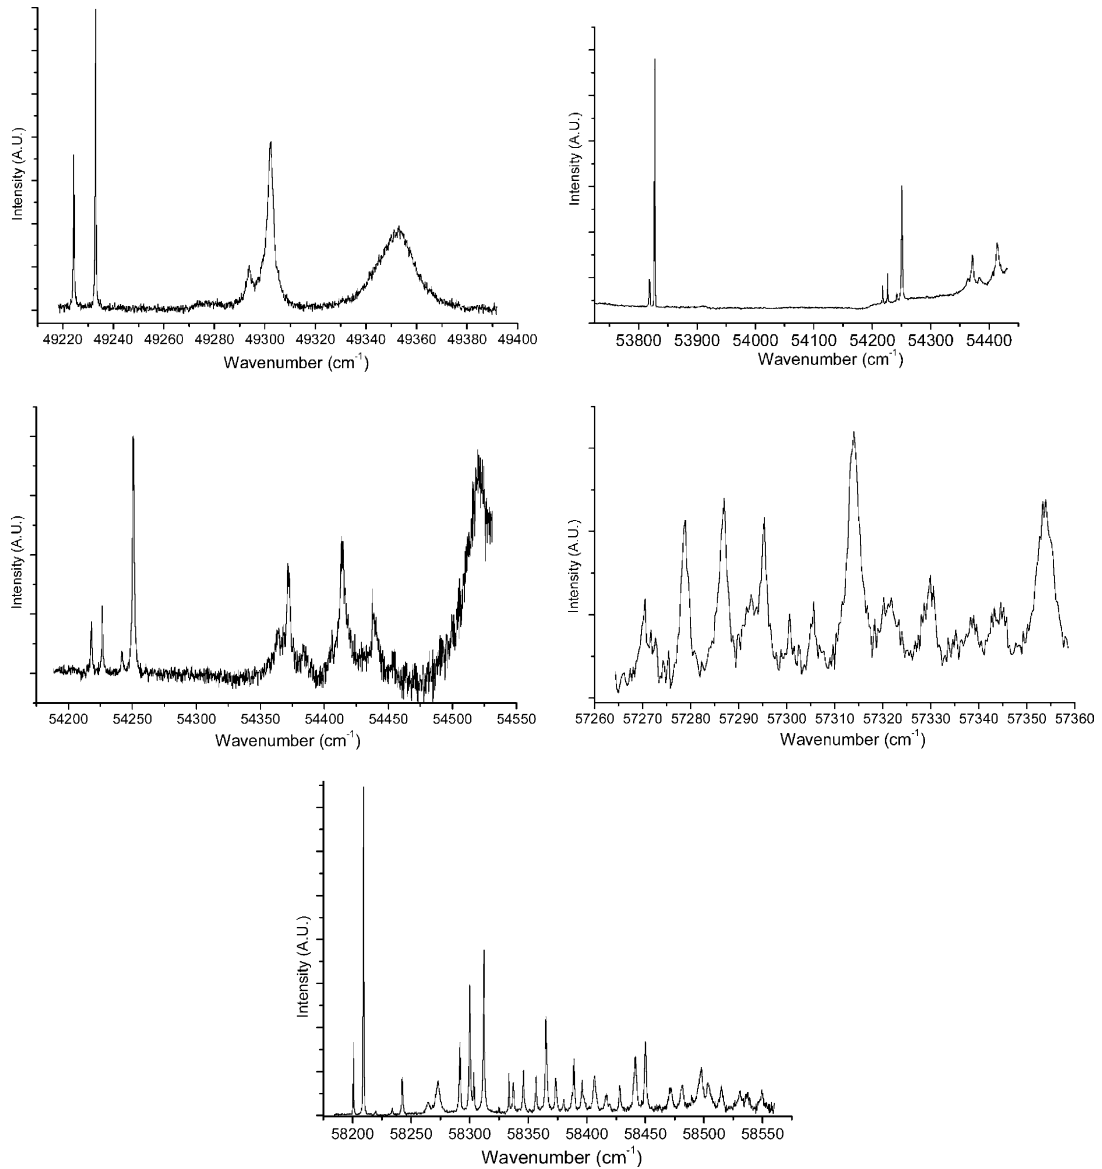 Intensity (A.U.)
49220 49240 49260 49280 49300 49320 49340 49360 49380 49400
Wavenumber (cm⁻¹)
Intensity (A.U.)
53800 53900 54000 54100 54200 54300 54400
Wavenumber (cm⁻¹)
Intensity (A.U.)
54200 54250 54300 54350 54400 54450 54500 54550
Wavenumber (cm⁻¹)
Intensity (A.U.)
57260 57270 57280 57290 57300 57310 57320 57330 57340 57350 57360
Wavenumber (cm⁻¹)
Intensity (A.U.)
58200 58250 58300 58350 58400 58450 58500 58550
Wavenumber (cm⁻¹)